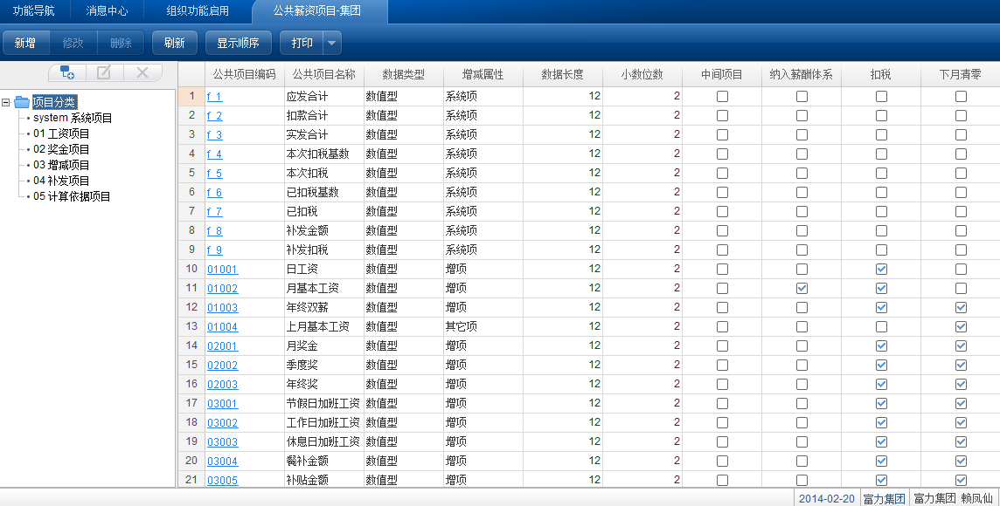 功能导航 消息中心 组织功能启用 公共薪资项目-集团
新增 修改 删除 刷新 显示顺序 打印
项目分类
system 系统项目
01 工资项目
02 奖金项目
03 增减项目
04 补发项目
05 计算依据项目
公共项目编码 公共项目名称 数据类型 增减属性 数据长度 小数位数 中间项目 纳入薪酬体系 扣税 下月清零
1 f_1 应发合计 数值型 系统项 12 2
2 f_2 扣款合计 数值型 系统项 12 2
3 f_3 实发合计 数值型 系统项 12 2
4 f_4 本次扣税基数 数值型 系统项 12 2
5 f_5 本次扣税 数值型 系统项 12 2
6 f_6 已扣税基数 数值型 系统项 12 2
7 f_7 已扣税 数值型 系统项 12 2
8 f_8 补发金额 数值型 系统项 12 2
9 f_9 补发扣税 数值型 系统项 12 2
10 01001 日工资 数值型 增项 12 2
11 01002 月基本工资 数值型 增项 12 2
12 01003 年终双薪 数值型 增项 12 2
13 01004 上月基本工资 数值型 其它项 12 2
14 02001 月奖金 数值型 增项 12 2
15 02002 季度奖 数值型 增项 12 2
16 02003 年终奖 数值型 增项 12 2
17 03001 节假日加班工资 数值型 增项 12 2
18 03002 工作日加班工资 数值型 增项 12 2
19 03003 休息日加班工资 数值型 增项 12 2
20 03004 餐补金额 数值型 增项 12 2
21 03005 补贴金额 数值型 增项 12 2
2014-02-20 富力集团 富力集团 赖凤仙